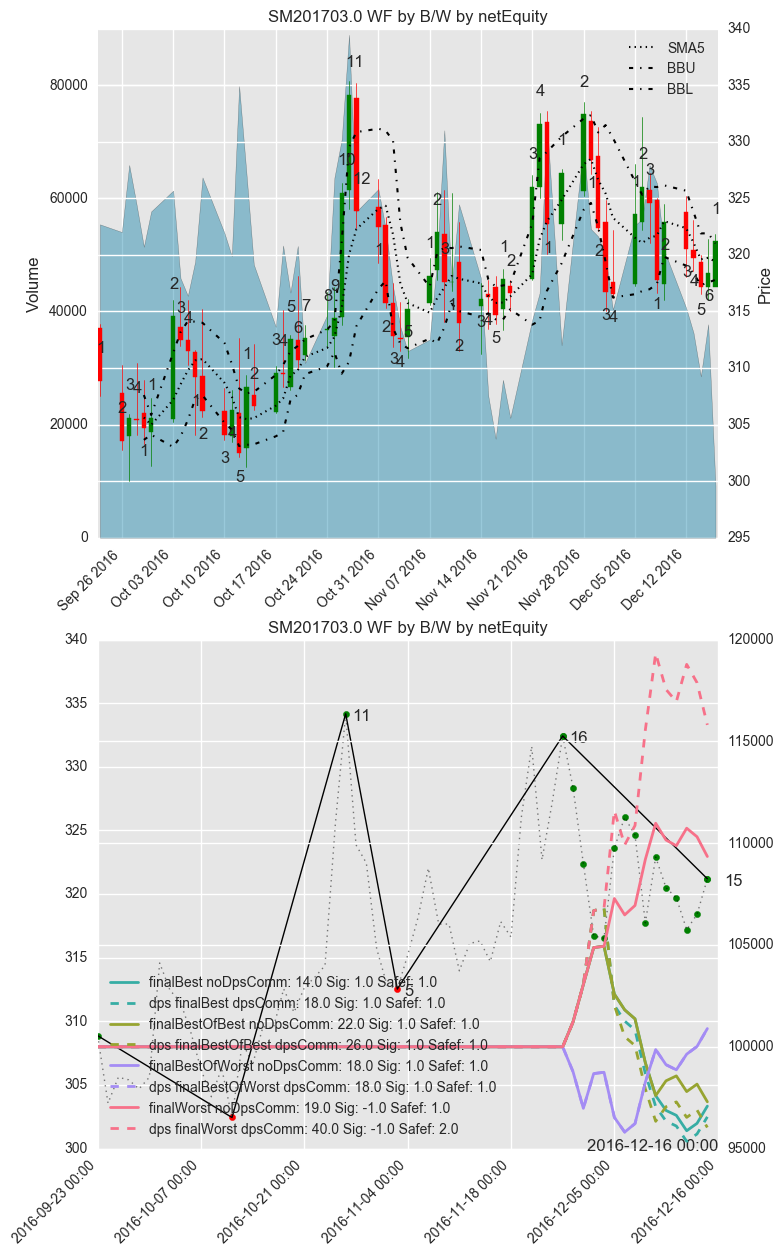 SM201703.0 WF by B/W by netEquity
SMA5
BBU
BBL
Volume
80000
60000
40000
20000
0
Price
340
335
330
325
320
315
310
305
300
295
Sep 26 2016
Oct 03 2016
Oct 10 2016
Oct 17 2016
Oct 24 2016
Oct 31 2016
Nov 07 2016
Nov 14 2016
Nov 21 2016
Nov 28 2016
Dec 05 2016
Dec 12 2016
SM201703.0 WF by B/W by netEquity
340
335
330
325
320
315
310
305
300
120000
115000
110000
105000
100000
95000
11
16
15
5
finalBest noDpsComm: 14.0 Sig: 1.0 Safef: 1.0
dps finalBest dpsComm: 18.0 Sig: 1.0 Safef: 1.0
finalBestOfBest noDpsComm: 22.0 Sig: 1.0 Safef: 1.0
dps finalBestOfBest dpsComm: 26.0 Sig: 1.0 Safef: 1.0
finalBestOfWorst noDpsComm: 18.0 Sig: 1.0 Safef: 1.0
dps finalBestOfWorst dpsComm: 18.0 Sig: 1.0 Safef: 1.0
finalWorst noDpsComm: 19.0 Sig: -1.0 Safef: 1.0
dps finalWorst dpsComm: 40.0 Sig: -1.0 Safef: 2.0
2016-12-16 00:00
2016-09-23 00:00
2016-10-07 00:00
2016-10-21 00:00
2016-11-04 00:00
2016-11-18 00:00
2016-12-05 00:00
2016-12-16 00:00